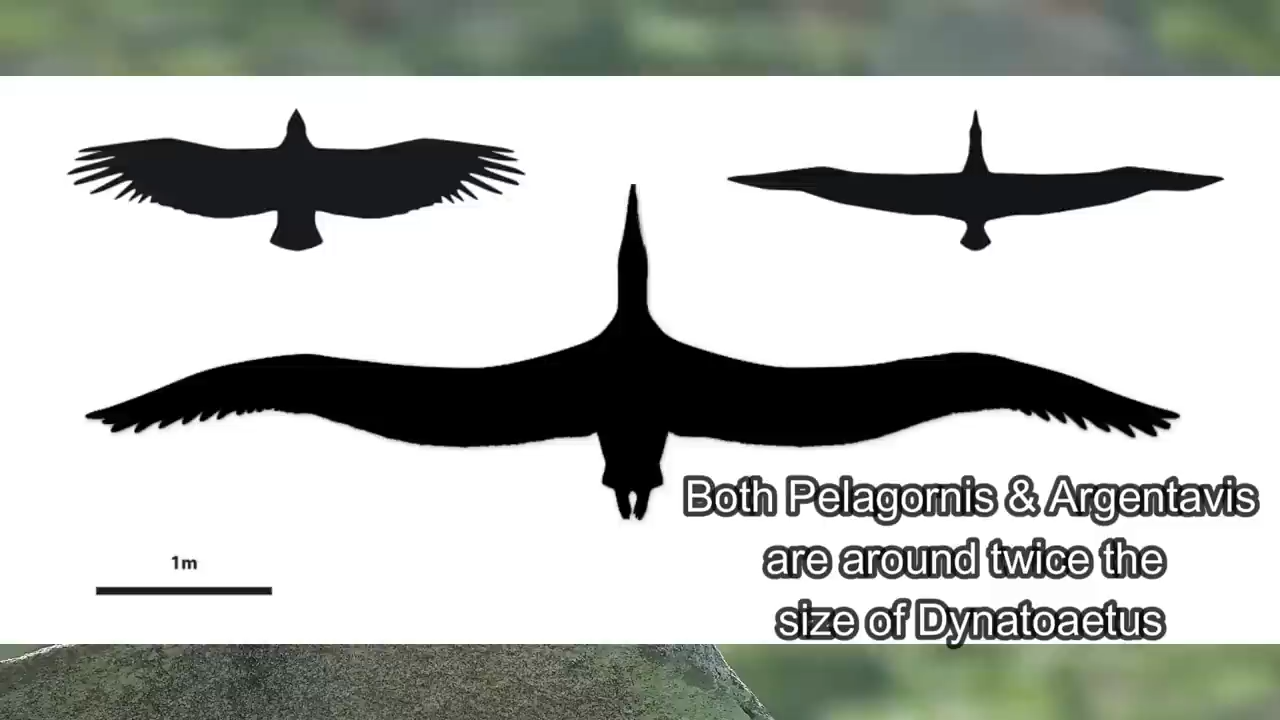 1m
Both Pelagornis & Argentavis
are around twice the
size of Dynatoaetus